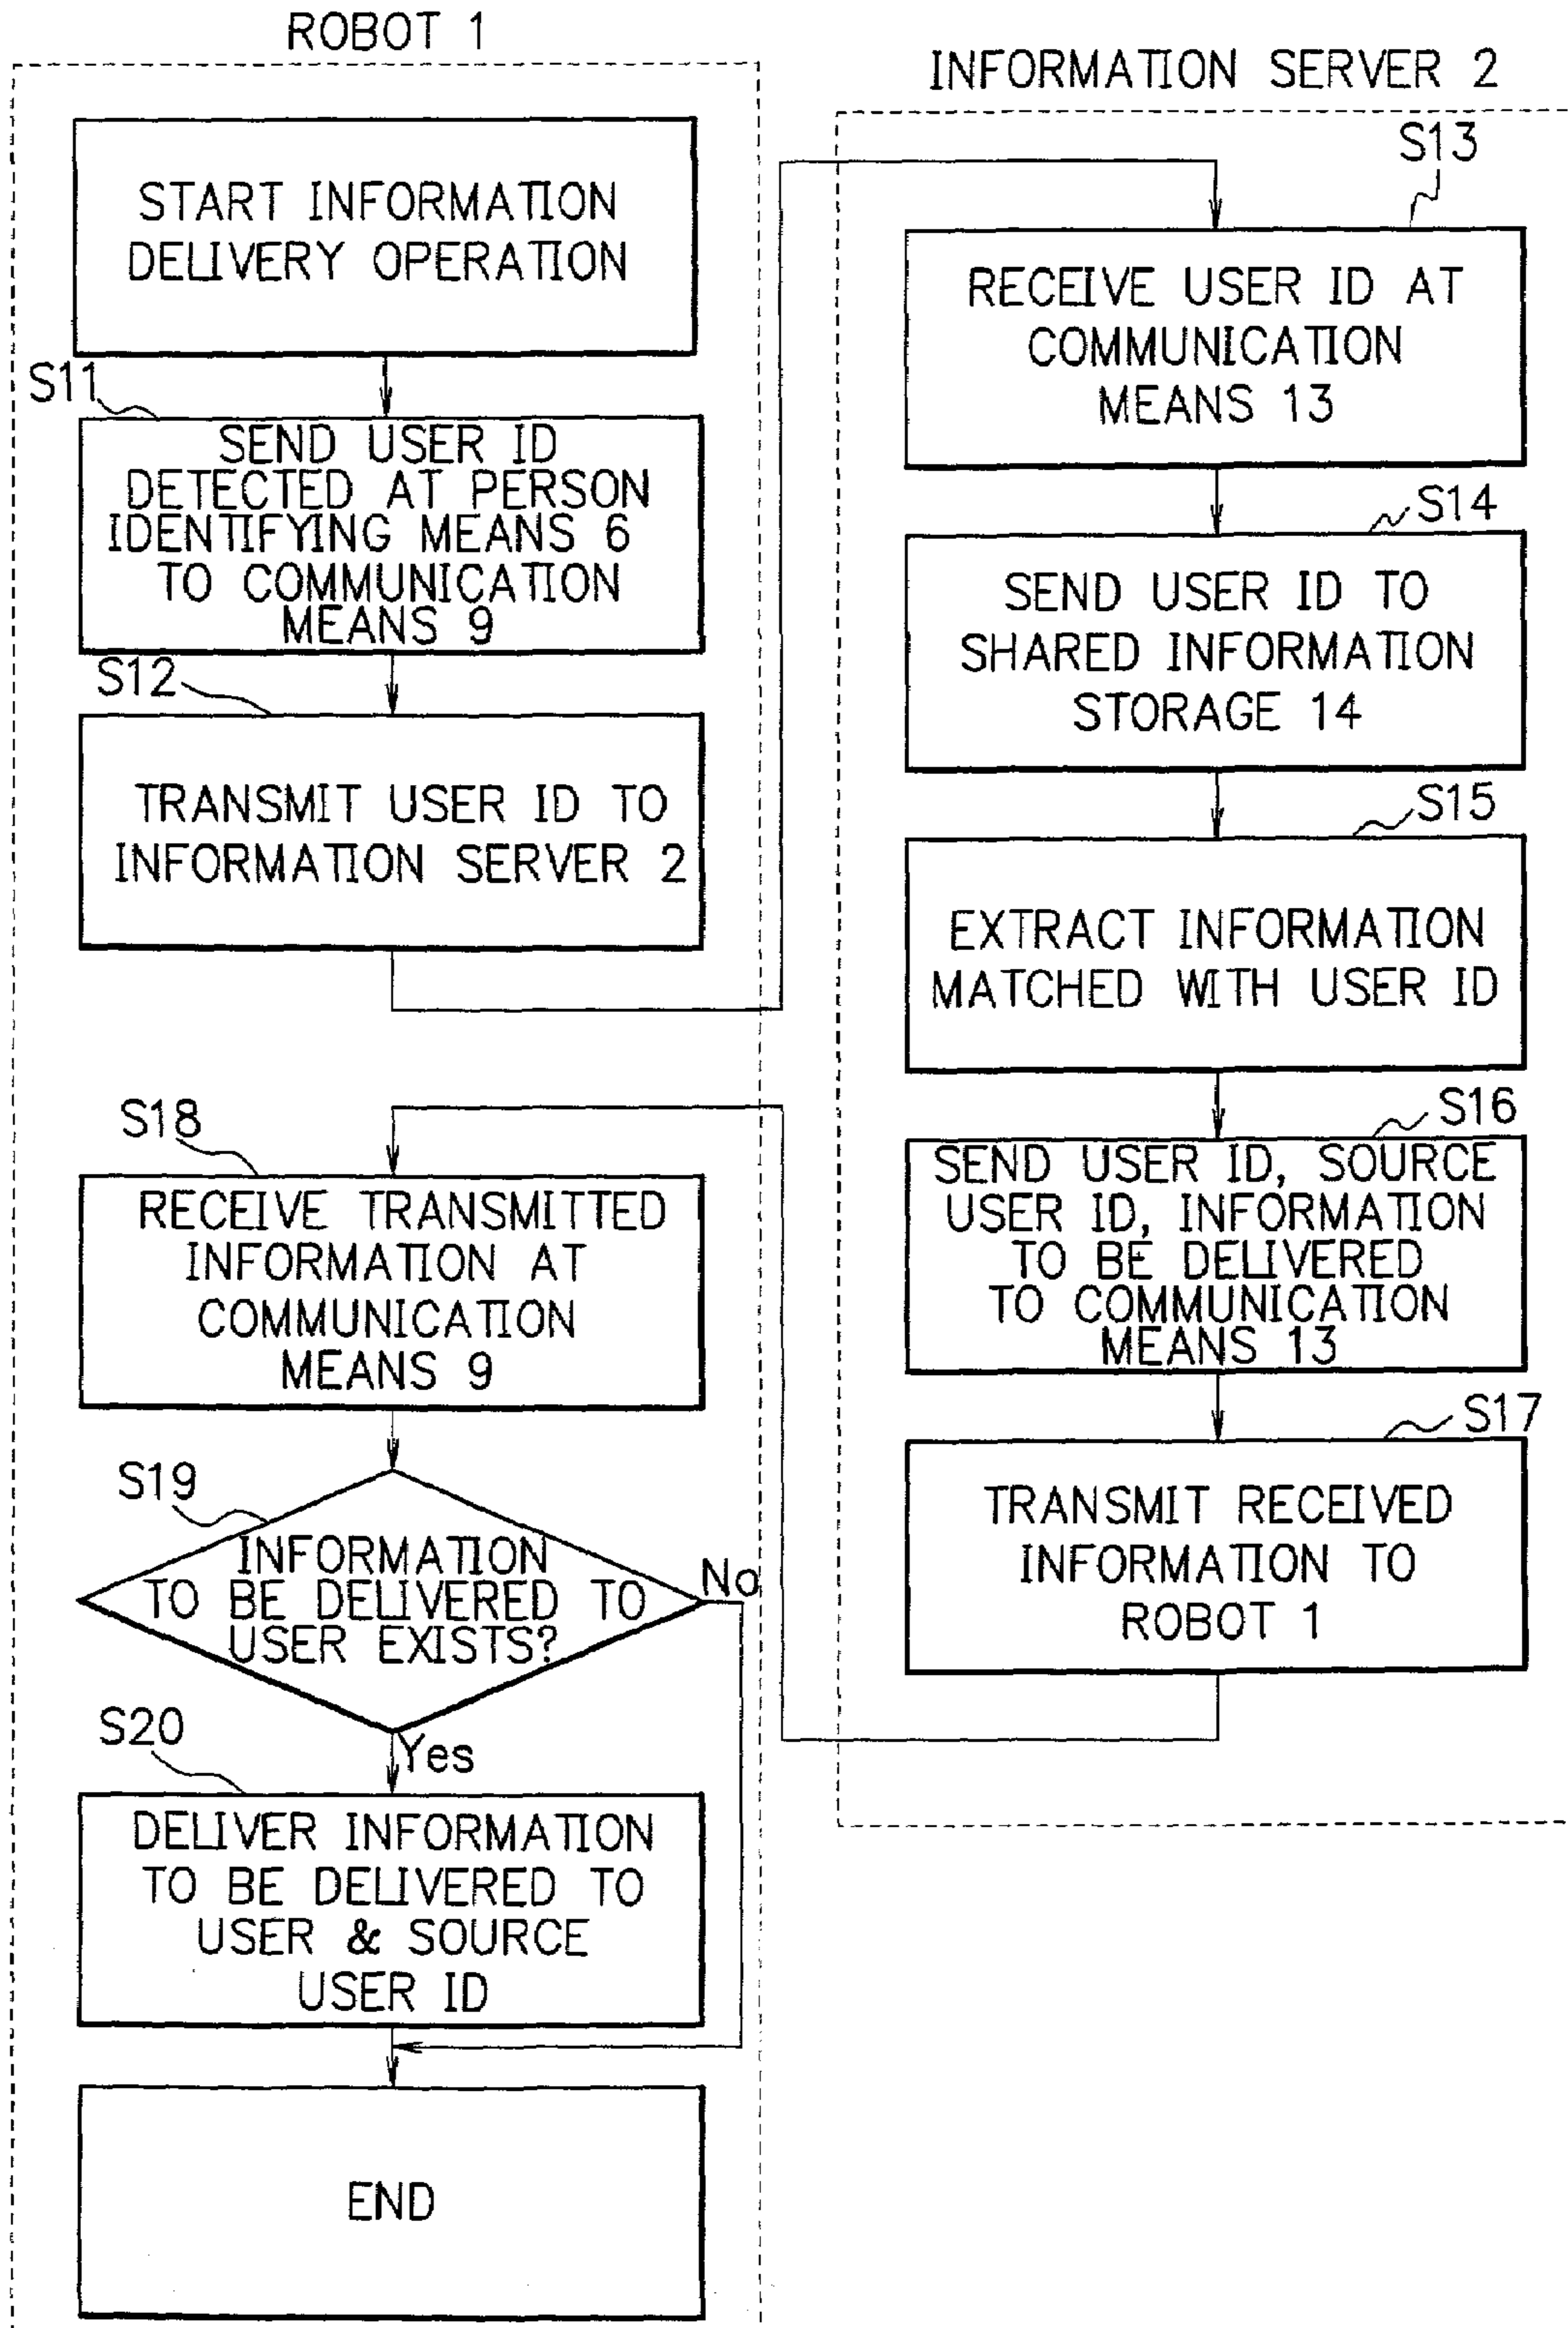 ROBOT 1
START INFORMATION
DELIVERY OPERATION
S11
SEND USER ID
DETECTED AT PERSON
IDENTIFYING MEANS 6
TO COMMUNICATION
MEANS 9
S12
TRANSMIT USER ID TO
INFORMATION SERVER 2
INFORMATION SERVER 2
S13
RECEIVE USER ID AT
COMMUNICATION
MEANS 13
S14
SEND USER ID TO
SHARED INFORMATION
STORAGE 14
S15
EXTRACT INFORMATION
MATCHED WITH USER ID
S16
SEND USER ID, SOURCE
USER ID, INFORMATION
TO BE DELIVERED
TO COMMUNICATION
MEANS 13
S17
TRANSMIT RECEIVED
INFORMATION TO
ROBOT 1
S18
RECEIVE TRANSMITTED
INFORMATION AT
COMMUNICATION
MEANS 9
S19
INFORMATION
TO BE DELIVERED TO
USER EXISTS?
No
Yes
S20
DELIVER INFORMATION
TO BE DELIVERED TO
USER & SOURCE
USER ID
END